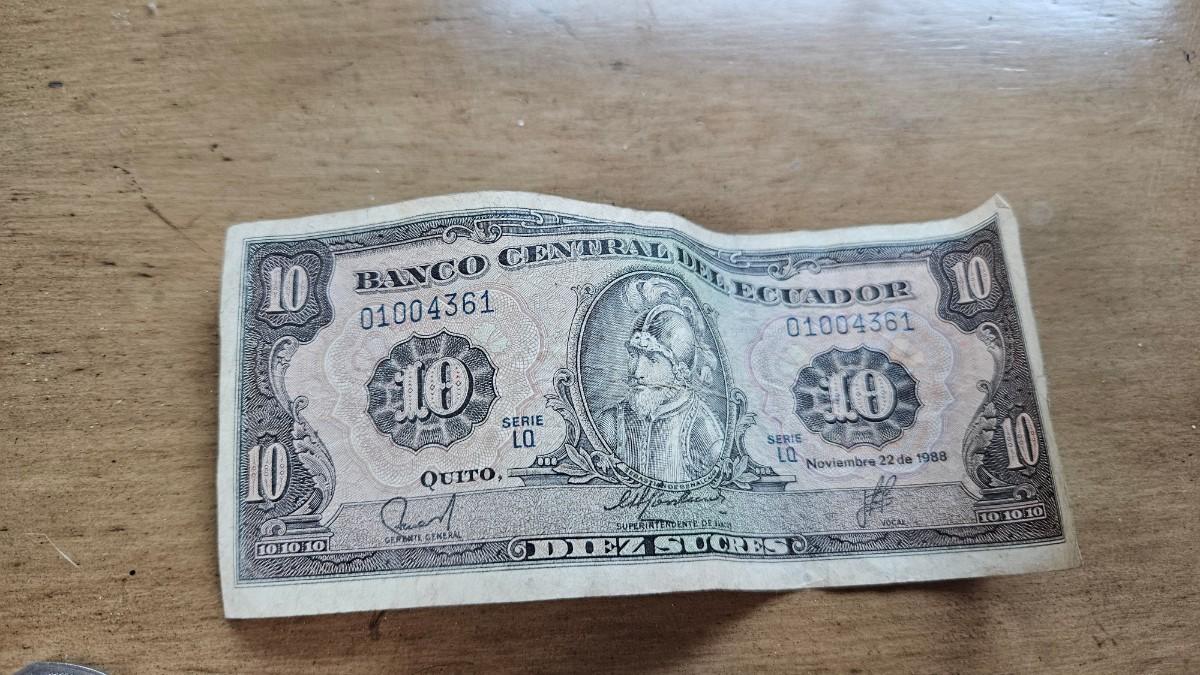 10
10
BANCO CENTRAL DEL ECUADOR
01004361
01004361
10
10
SERIE
LQ
SERIE
LQ
QUITO,
Noviembre 22 de 1988
10
10
GERENTE GENERAL
SUPERINTENDENTE DE
VOCAL
10 10 10
DIEZ SUCRES
10 10 10